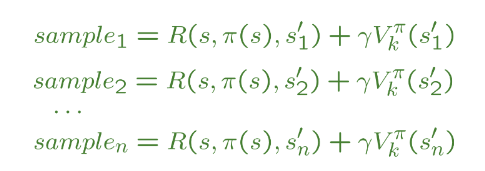 sample₁ = R(s, π(s), s′₁) + γV^π_k(s′₁)
sample₂ = R(s, π(s), s′₂) + γV^π_k(s′₂)
...
sampleₙ = R(s, π(s), s′ₙ) + γV^π_k(s′ₙ)